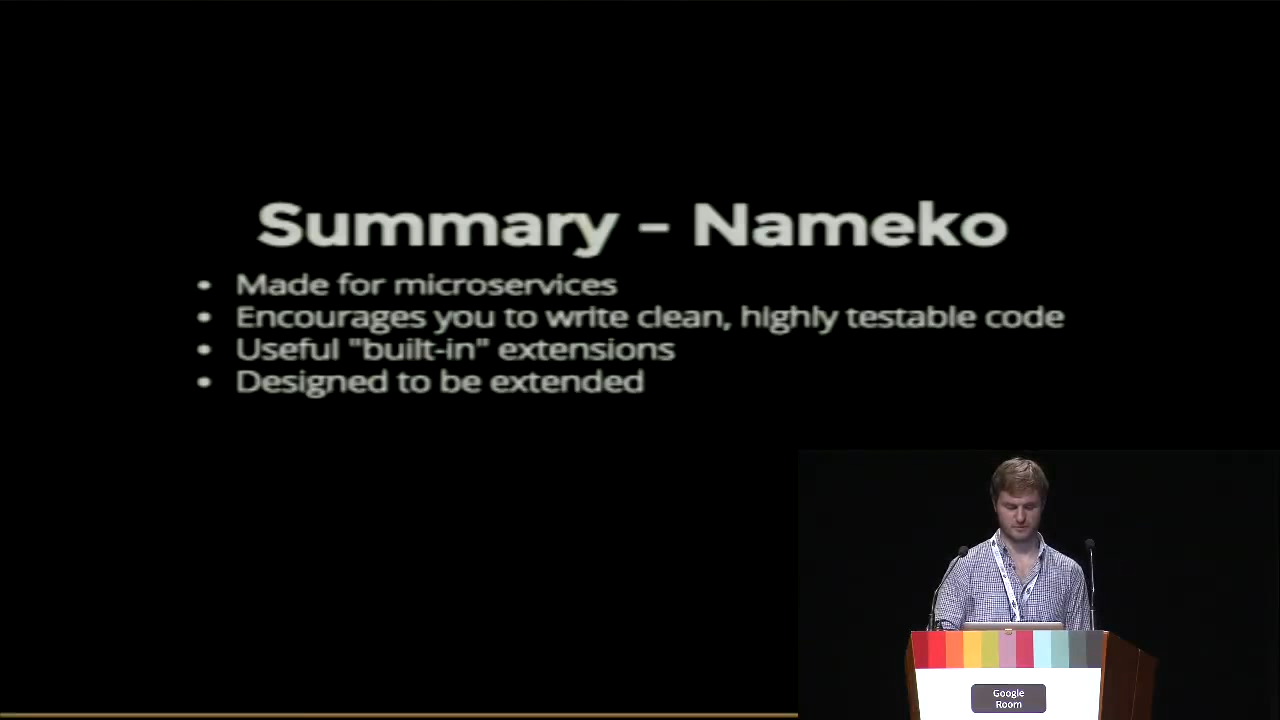 Summary – Nameko
• Made for microservices
• Encourages you to write clean, highly testable code
• Useful "built-in" extensions
• Designed to be extended
Google
Room